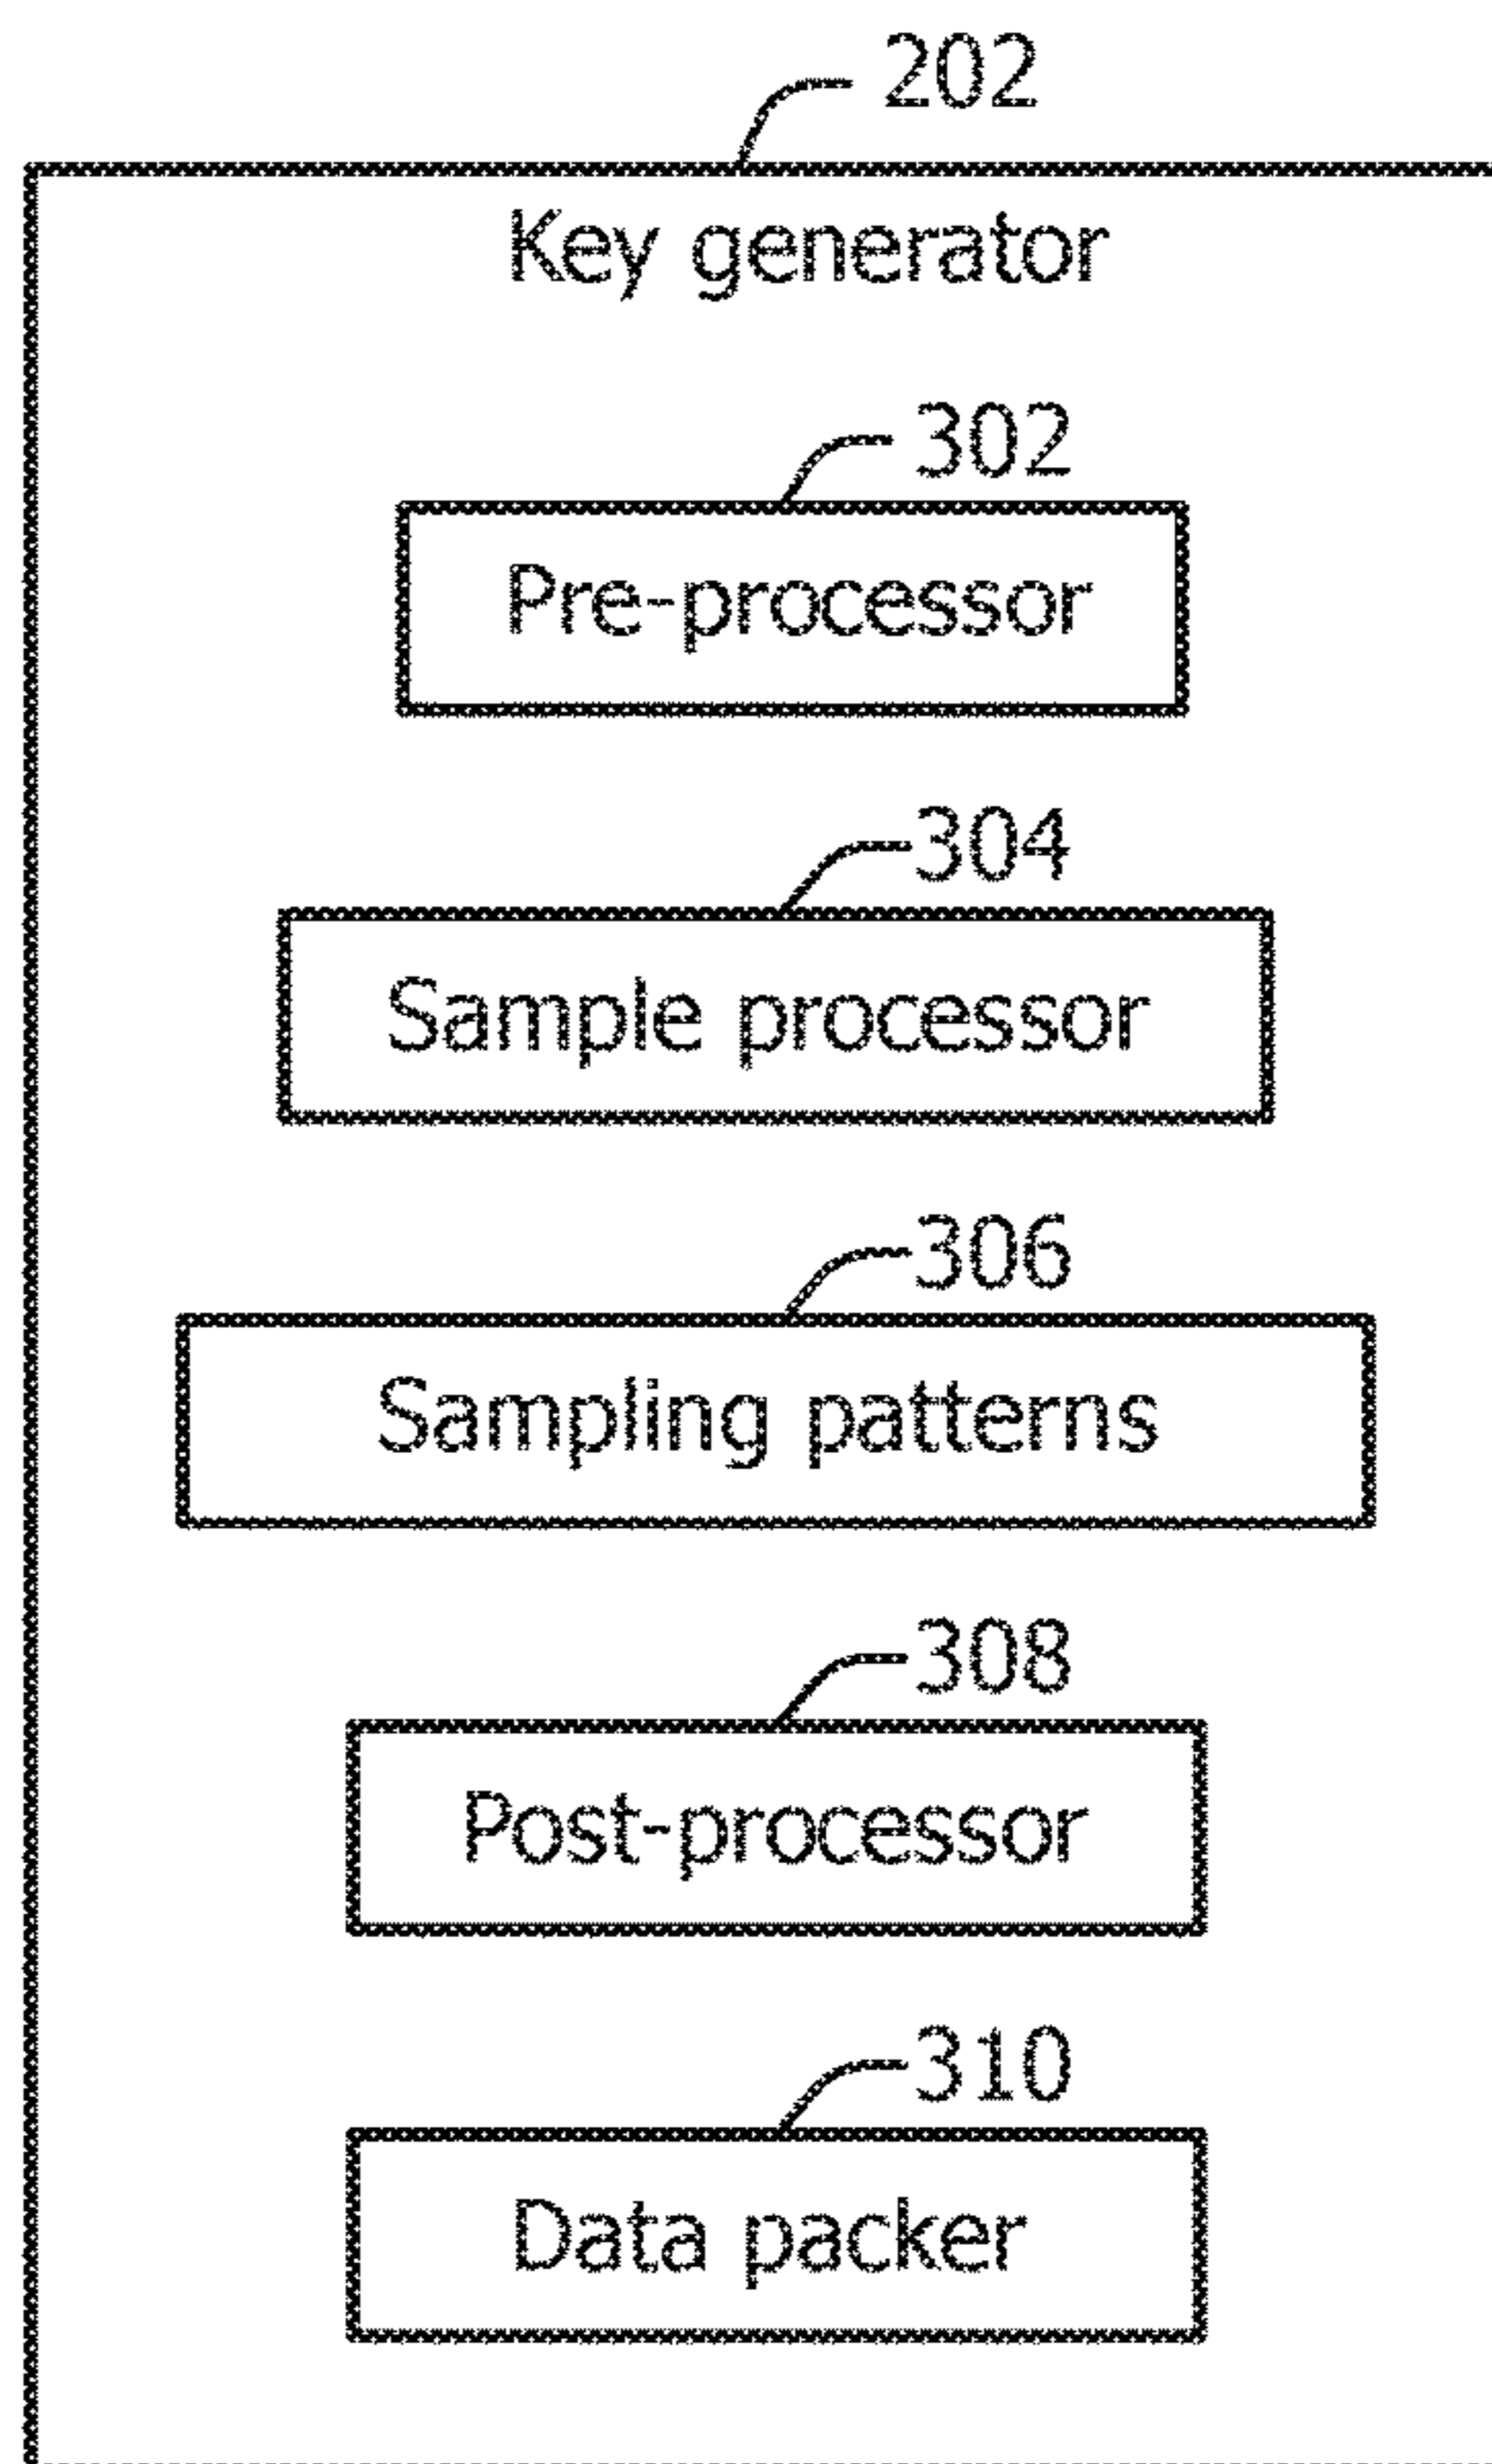 202
Key generator
302
Pre-processor
304
Sample processor
306
Sampling patterns
308
Post-processor
310
Data packer